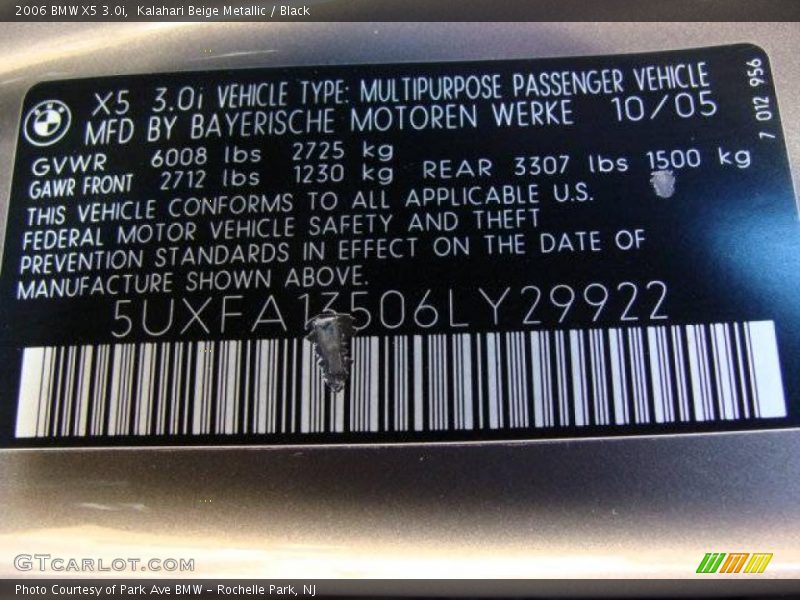 2006 BMW X5 3.0i, Kalahari Beige Metallic / Black
X5 3.0i VEHICLE TYPE: MULTIPURPOSE PASSENGER VEHICLE
MFD BY BAYERISCHE MOTOREN WERKE 10/05
7 012 956
GVWR 6008 lbs 2725 kg
GAWR FRONT 2712 lbs 1230 kg REAR 3307 lbs 1500 kg
THIS VEHICLE CONFORMS TO ALL APPLICABLE U.S.
FEDERAL MOTOR VEHICLE SAFETY AND THEFT
PREVENTION STANDARDS IN EFFECT ON THE DATE OF
MANUFACTURE SHOWN ABOVE.
5UXFA13506LY29922
GTCARLOT.COM
Photo Courtesy of Park Ave BMW - Rochelle Park, NJ